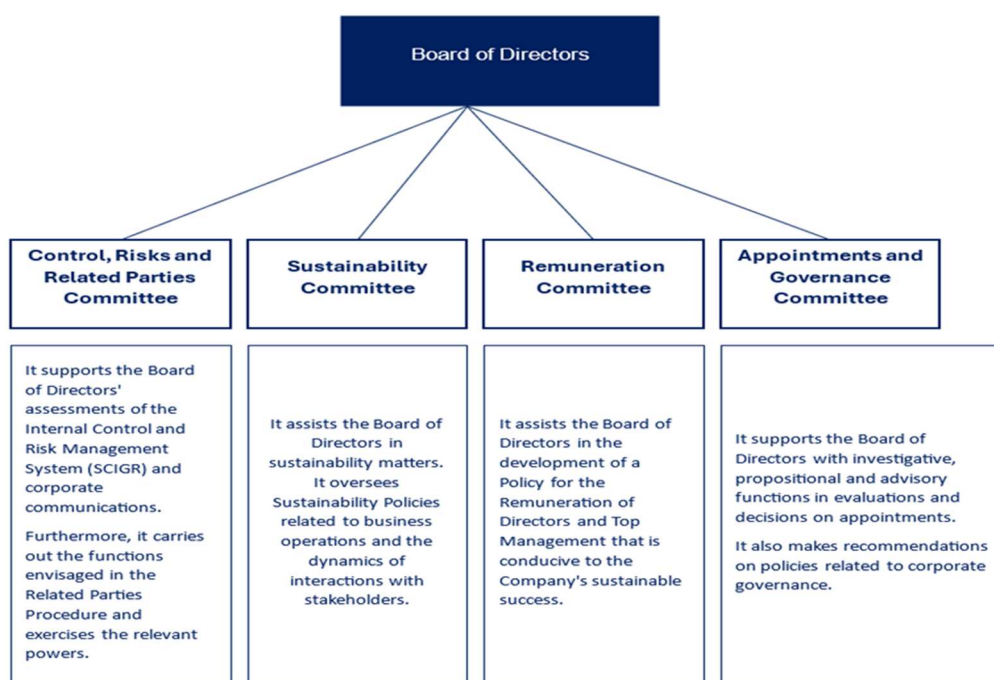 Board of Directors
Control, Risks and
Related Parties
Committee
Sustainability
Committee
Remuneration
Committee
Appointments and
Governance
Committee
It supports the Board
of Directors'
assessments of the
Internal Control and
Risk Management
System (SCIGR) and
corporate
communications.
Furthermore, it carries
out the functions
envisaged in the
Related Parties
Procedure and
exercises the relevant
powers.
It assists the Board of
Directors in
sustainability matters.
It oversees
Sustainability Policies
related to business
operations and the
dynamics of
interactions with
stakeholders.
It assists the Board of
Directors in the
development of a
Policy for the
Remuneration of
Directors and Top
Management that is
conducive to the
Company's sustainable
success.
It supports the Board of
Directors with investigative,
propositional and advisory
functions in evaluations and
decisions on appointments.
It also makes recommendations
on policies related to corporate
governance.